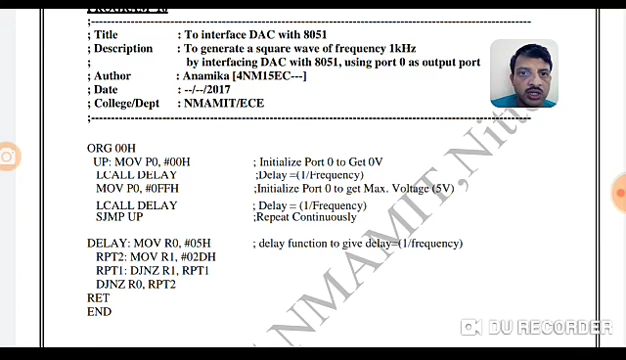 ; Title : To interface DAC with 8051
; Description : To generate a square wave of frequency 1kHz
; by interfacing DAC with 8051, using port 0 as output port
; Author : Anamika [4NM15EC---]
; Date : --/--/2017
; College/Dept : NMAMIT/ECE
ORG 00H
UP: MOV P0, #00H ; Initialize Port 0 to Get 0V
LCALL DELAY ;Delay =(1/Frequency)
MOV P0, #0FFH ;Initialize Port 0 to get Max. Voltage (5V)
LCALL DELAY ; Delay = (1/Frequency)
SJMP UP ;Repeat Continuously
DELAY: MOV R0, #05H ; delay function to give delay=(1/frequency)
RPT2: MOV R1, #02DH
RPT1: DJNZ R1, RPT1
DJNZ R0, RPT2
RET
END
NMAMIT, Nitte
DU RECORDER